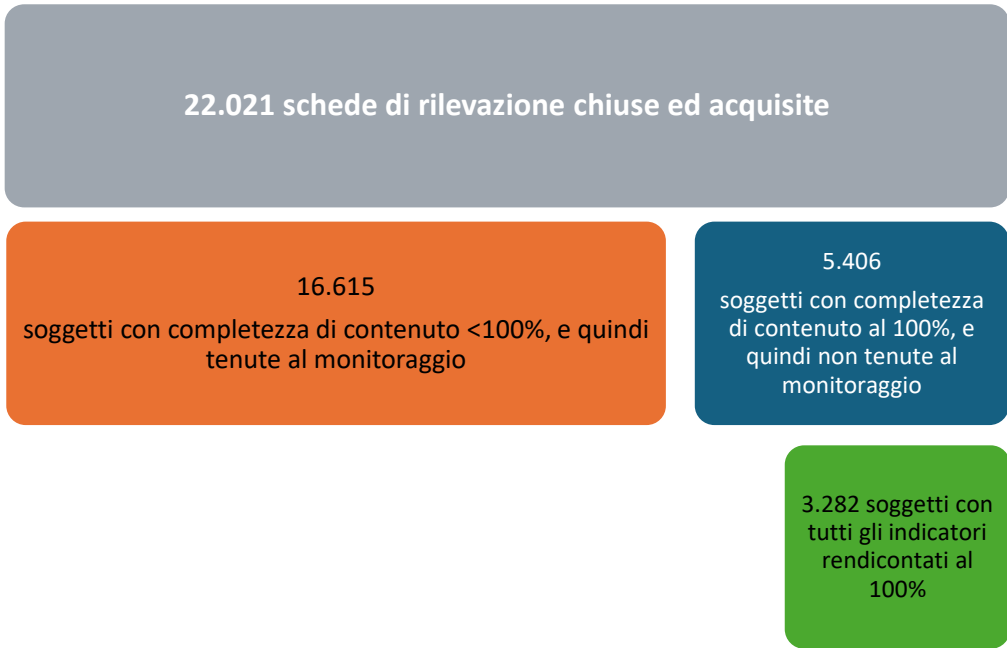 22.021 schede di rilevazione chiuse ed acquisite
16.615
soggetti con completezza di contenuto <100%, e quindi
tenute al monitoraggio
5.406
soggetti con completezza
di contenuto al 100%, e
quindi non tenute al
monitoraggio
3.282 soggetti con
tutti gli indicatori
rendicontati al
100%